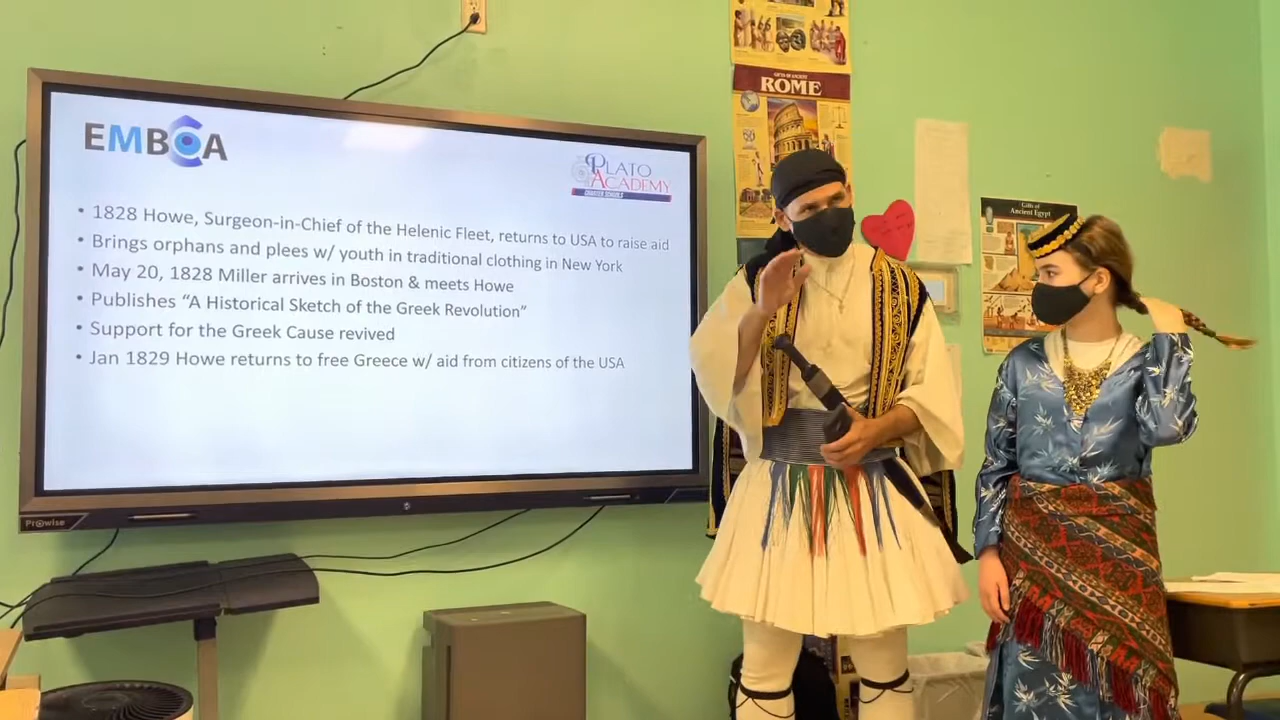 EMBCA
PLATO
ACADEMY
CHARTER SCHOOLS
• 1828 Howe, Surgeon-in-Chief of the Helenic Fleet, returns to USA to raise aid
• Brings orphans and plees w/ youth in traditional clothing in New York
• May 20, 1828 Miller arrives in Boston & meets Howe
• Publishes “A Historical Sketch of the Greek Revolution”
• Support for the Greek Cause revived
• Jan 1829 Howe returns to free Greece w/ aid from citizens of the USA
Prowise
GIFTS OF ANCIENT
ROME
Gifts of
Ancient Egypt